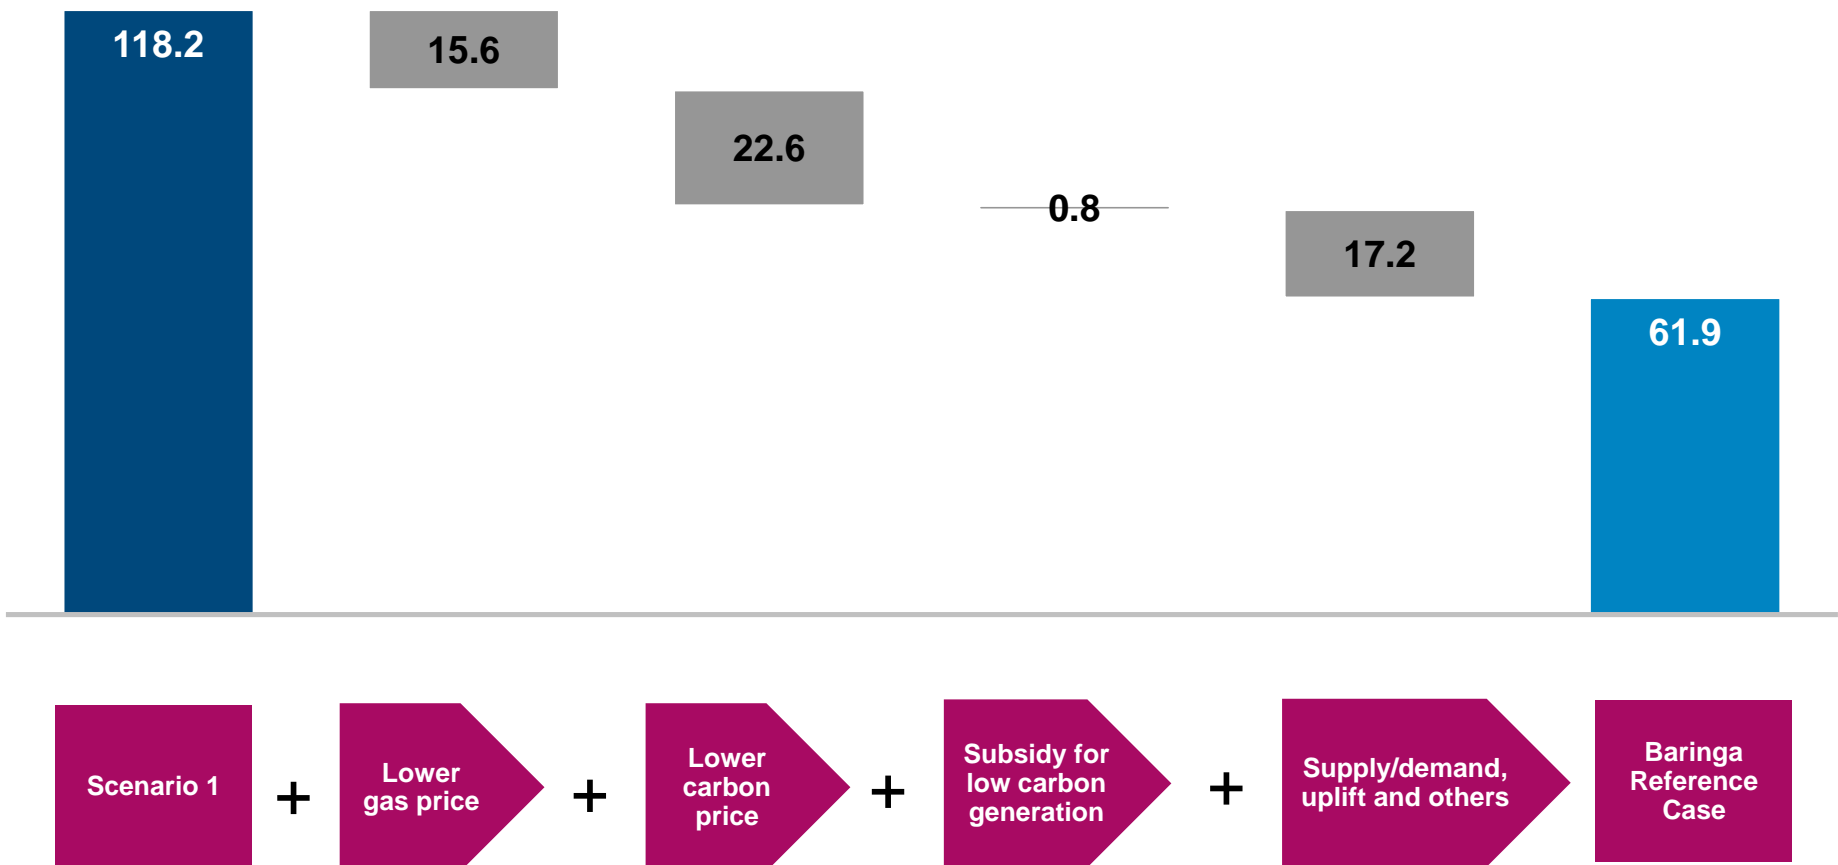 118.2
15.6
22.6
0.8
17.2
61.9
Scenario 1
+
Lower
gas price
+
Lower
carbon
price
+
Subsidy for
low carbon
generation
+
Supply/demand,
uplift and others
Baringa
Reference
Case